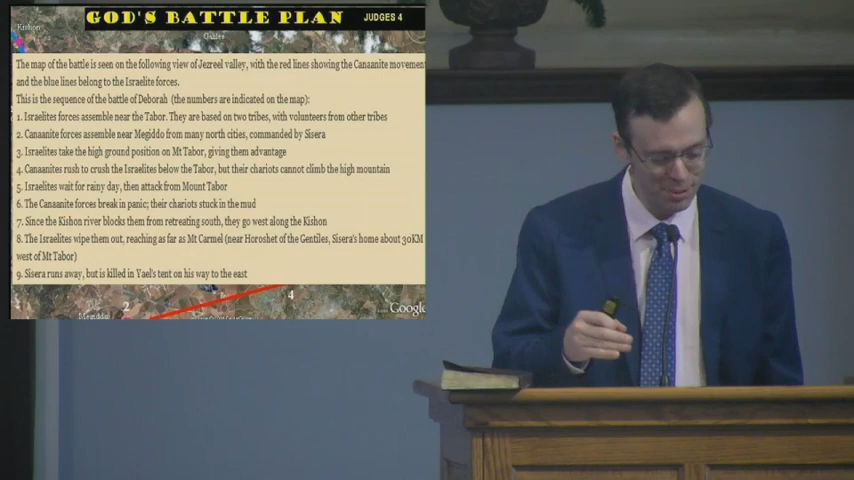 GOD'S BATTLE PLAN JUDGES 4
Kishon
Galilee
The map of the battle is seen on the following view of Jezreel valley, with the red lines showing the Canaanite movement
and the blue lines belong to the Israelite forces.
This is the sequence of the battle of Deborah (the numbers are indicated on the map):
1. Israelites forces assemble near the Tabor. They are based on two tribes, with volunteers from other tribes
2. Canaanite forces assemble near Megiddo from many north cities, commanded by Sisera
3. Israelites take the high ground position on Mt Tabor, giving them advantage
4. Canaanites rush to crush the Israelites below the Tabor, but their chariots cannot climb the high mountain
5. Israelites wait for rainy day, then attack from Mount Tabor
6. The Canaanite forces break in panic; their chariots stuck in the mud
7. Since the Kishon river blocks them from retreating south, they go west along the Kishon
8. The Israelites wipe them out, reaching as far as Mt Carmel (near Horoshet of the Gentiles, Sisera's home about 30KM
west of Mt Tabor)
9. Sisera runs away, but is killed in Yael's tent on his way to the east
4
2
Google
Megiddo